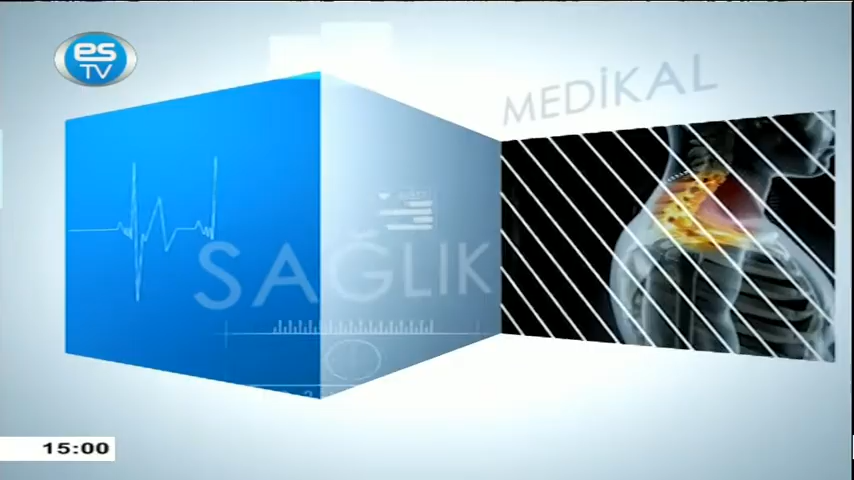 es
TV
MEDİKAL
SAĞLIK
15:00